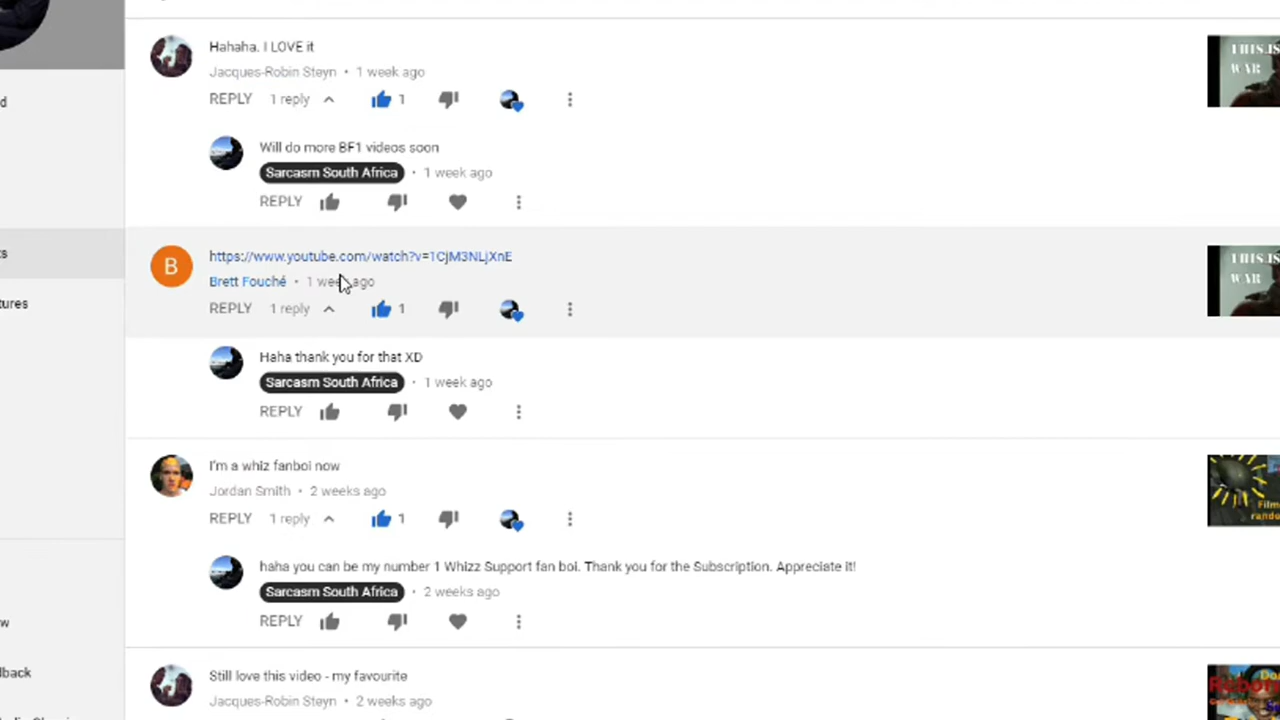 Hahaha. I LOVE it
Jacques-Robin Steyn • 1 week ago
REPLY 1 reply 1
THIS IS
WAR
Will do more BF1 videos soon
Sarcasm South Africa • 1 week ago
REPLY
https://www.youtube.com/watch?v=1CjM3NLjXnE
Brett Fouché • 1 week ago
B
REPLY 1 reply 1
THIS IS
WAR
Haha thank you for that XD
Sarcasm South Africa • 1 week ago
REPLY
I'm a whiz fanboi now
Jordan Smith • 2 weeks ago
REPLY 1 reply 1
haha you can be my number 1 Whizz Support fan boi. Thank you for the Subscription. Appreciate it!
Sarcasm South Africa • 2 weeks ago
REPLY
Still love this video - my favourite
Jacques-Robin Steyn • 2 weeks ago